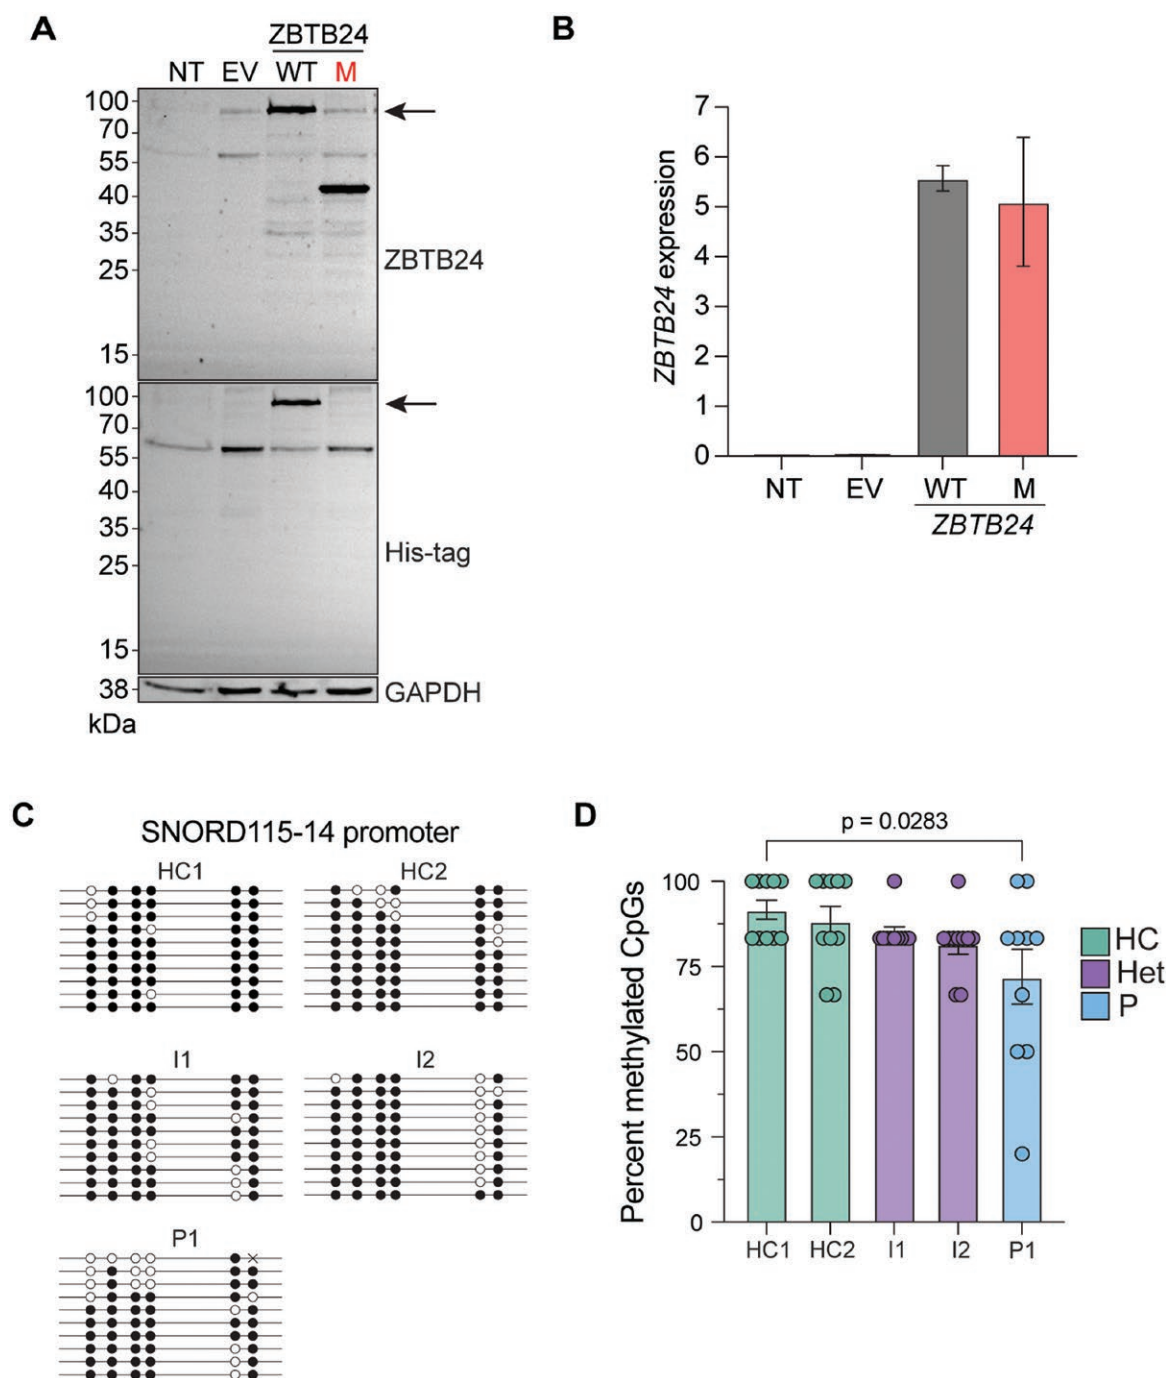 A
ZBTB24
NT EV WT M
100
70
55
40
35
25
15
ZBTB24
100
70
55
40
35
25
15
His-tag
38
GAPDH
kDa
B
ZBTB24 expression
7
6
5
4
3
2
1
0
NT EV WT M
ZBTB24
C
SNORD115-14 promoter
HC1 HC2
I1 I2
P1
D
p = 0.0283
Percent methylated CpGs
100
75
50
25
0
HC1 HC2 I1 I2 P1
HC
Het
P